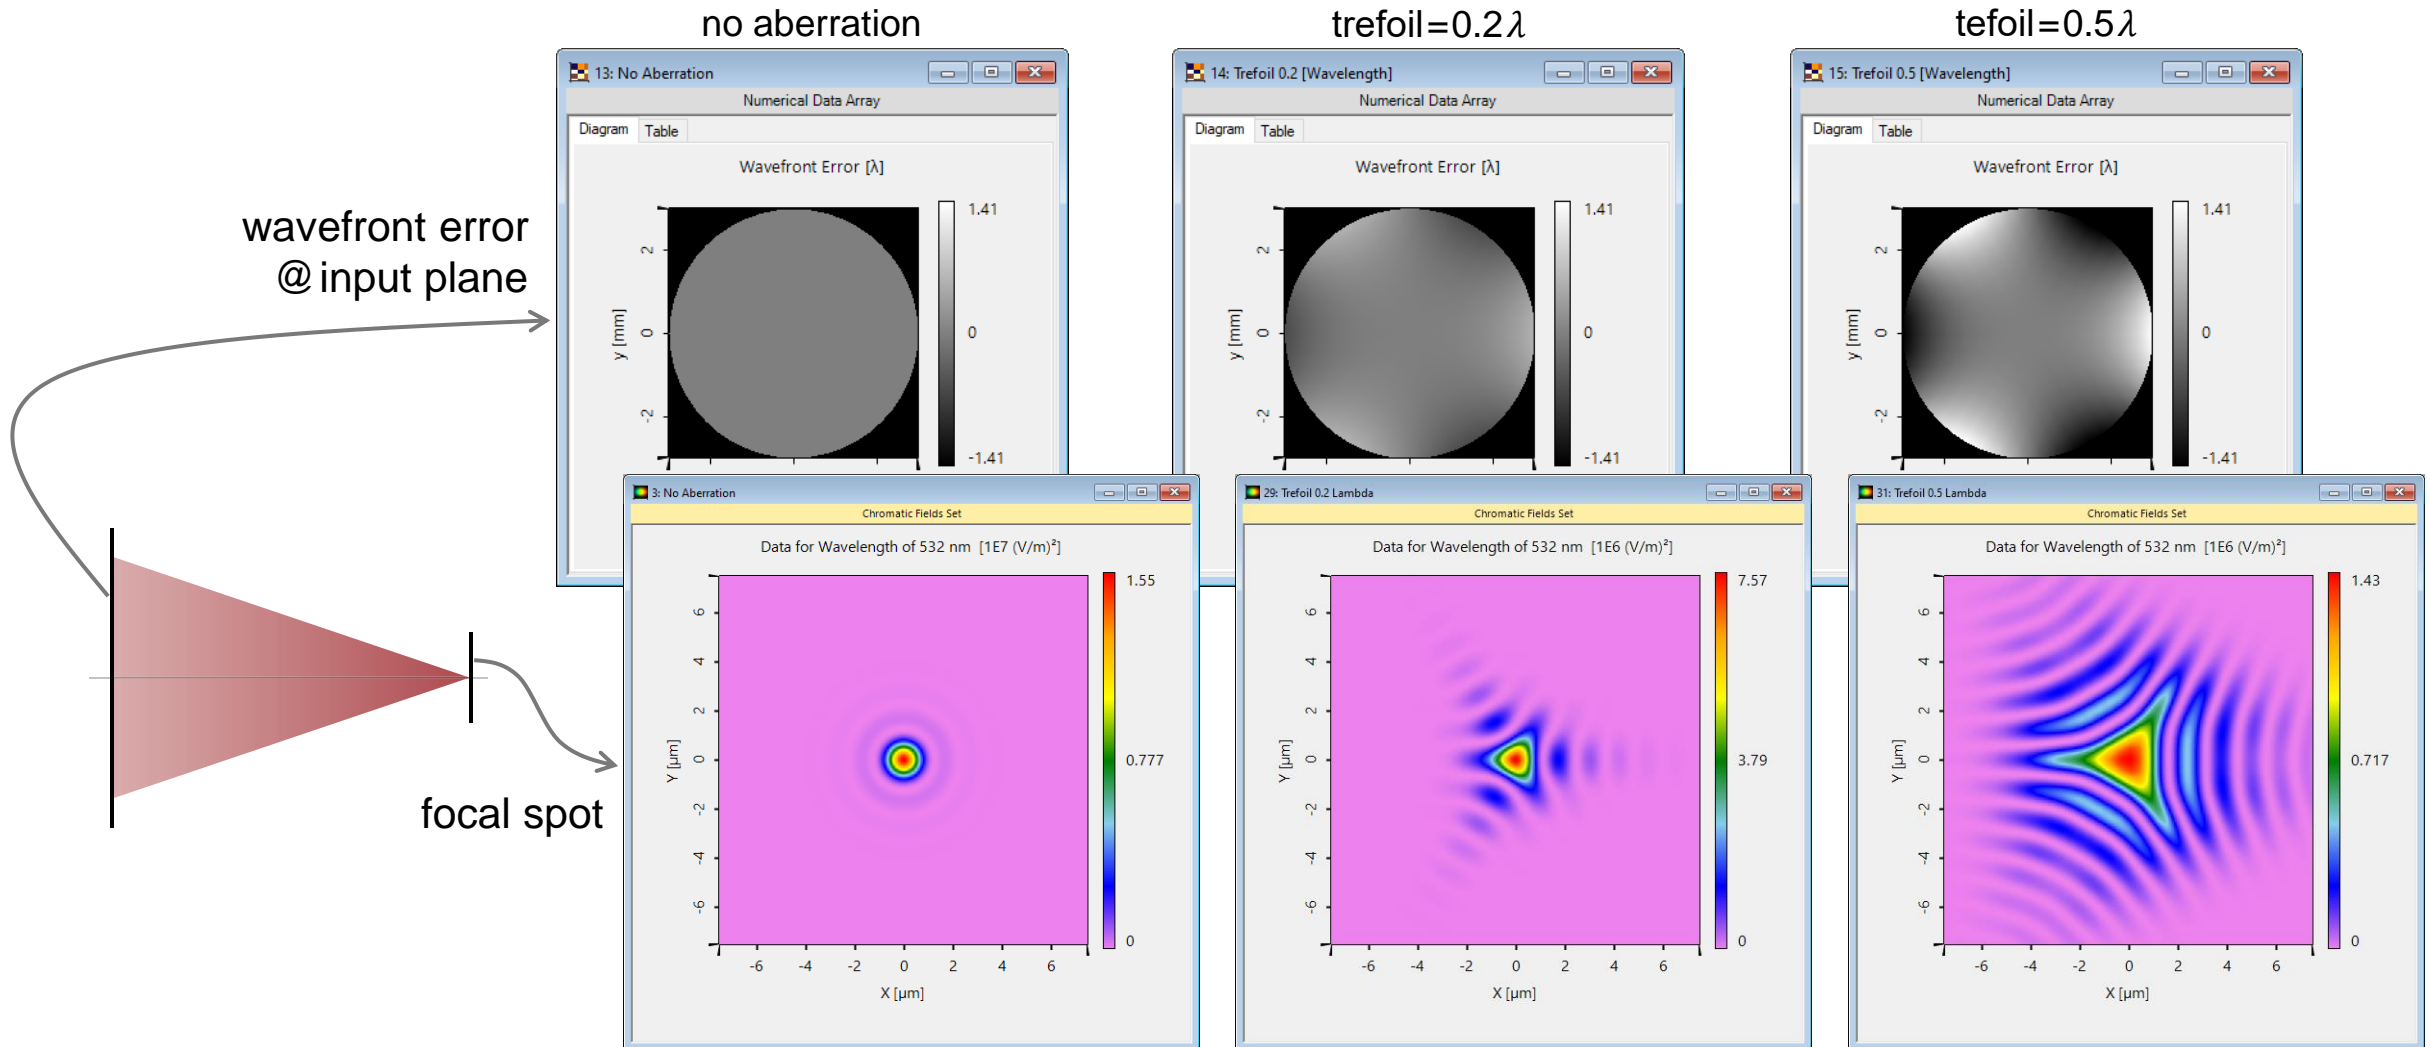 no aberration
trefoil=0.2λ
tefoil=0.5λ
wavefront error
@ input plane
focal spot
13: No Aberration
Numerical Data Array
Diagram Table
Wavefront Error [λ]
1.41
0
-1.41
y [mm]
2
0
-2
14: Trefoil 0.2 [Wavelength]
Numerical Data Array
Diagram Table
Wavefront Error [λ]
1.41
0
-1.41
y [mm]
2
0
-2
15: Trefoil 0.5 [Wavelength]
Numerical Data Array
Diagram Table
Wavefront Error [λ]
1.41
0
-1.41
y [mm]
2
0
-2
3: No Aberration
Chromatic Fields Set
Data for Wavelength of 532 nm [1E7 (V/m)²]
1.55
0.777
0
Y [µm]
6
4
2
0
-2
-4
-6
-6 -4 -2 0 2 4 6
X [µm]
29: Trefoil 0.2 Lambda
Chromatic Fields Set
Data for Wavelength of 532 nm [1E6 (V/m)²]
7.57
3.79
0
Y [µm]
6
4
2
0
-2
-4
-6
-6 -4 -2 0 2 4 6
X [µm]
31: Trefoil 0.5 Lambda
Chromatic Fields Set
Data for Wavelength of 532 nm [1E6 (V/m)²]
1.43
0.717
0
Y [µm]
6
4
2
0
-2
-4
-6
-6 -4 -2 0 2 4 6
X [µm]